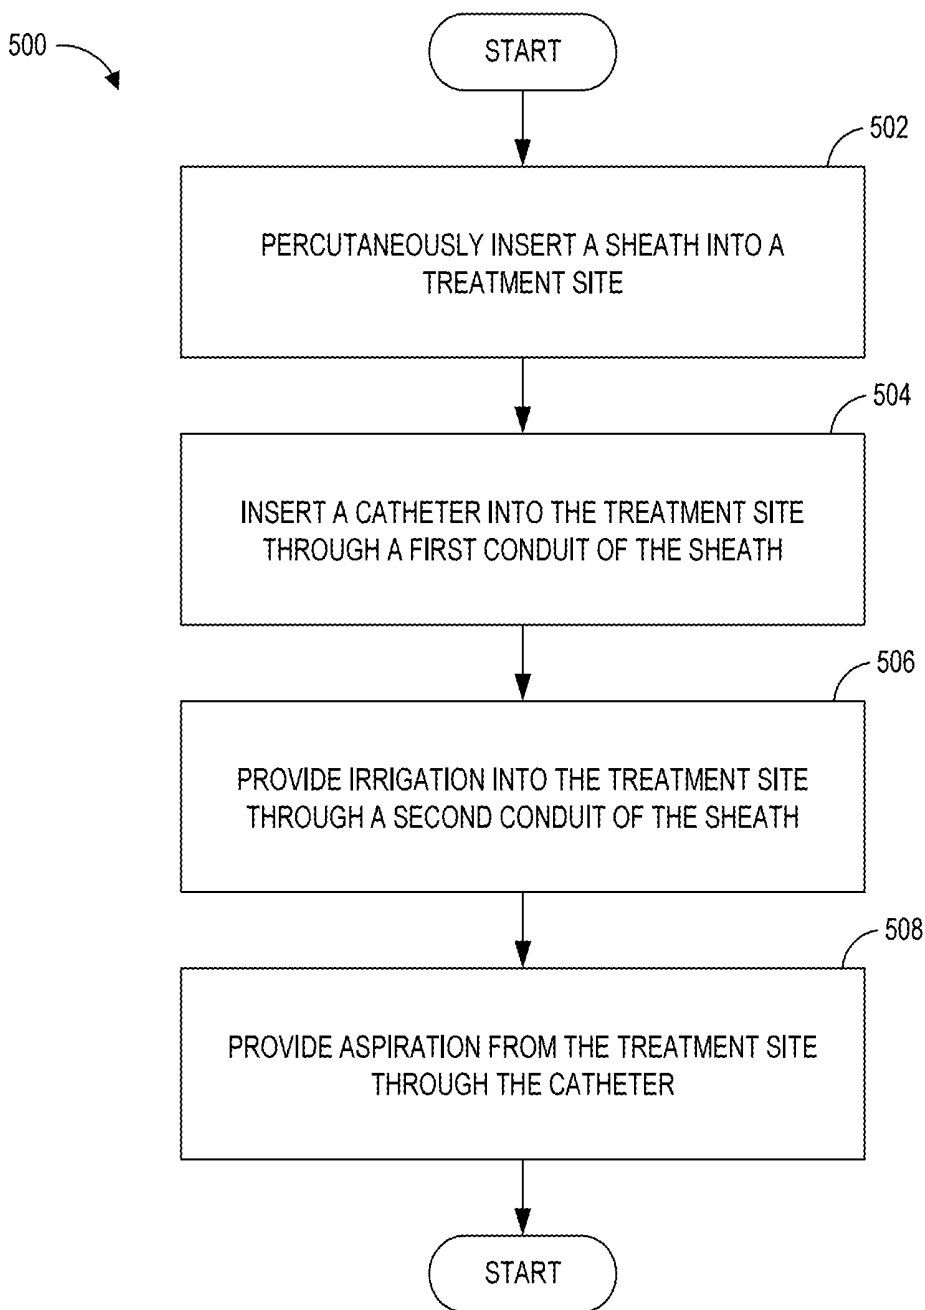 500
START
502
PERCUTANEOUSLY INSERT A SHEATH INTO A
TREATMENT SITE
504
INSERT A CATHETER INTO THE TREATMENT SITE
THROUGH A FIRST CONDUIT OF THE SHEATH
506
PROVIDE IRRIGATION INTO THE TREATMENT SITE
THROUGH A SECOND CONDUIT OF THE SHEATH
508
PROVIDE ASPIRATION FROM THE TREATMENT SITE
THROUGH THE CATHETER
START